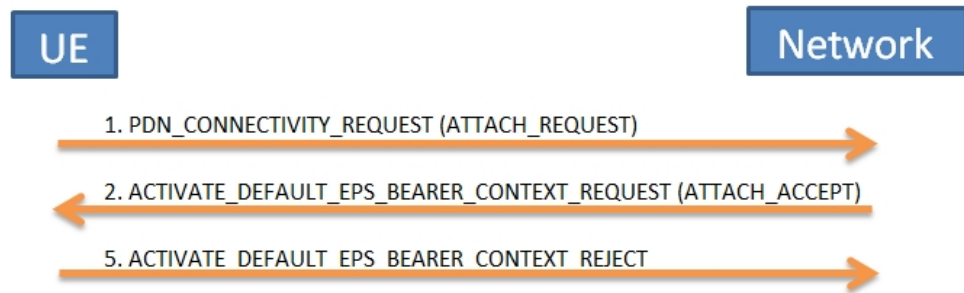 UE
Network
1. PDN_CONNECTIVITY_REQUEST (ATTACH_REQUEST)
2. ACTIVATE_DEFAULT_EPS_BEARER_CONTEXT_REQUEST (ATTACH_ACCEPT)
5. ACTIVATE_DEFAULT_EPS_BEARER_CONTEXT_REJECT